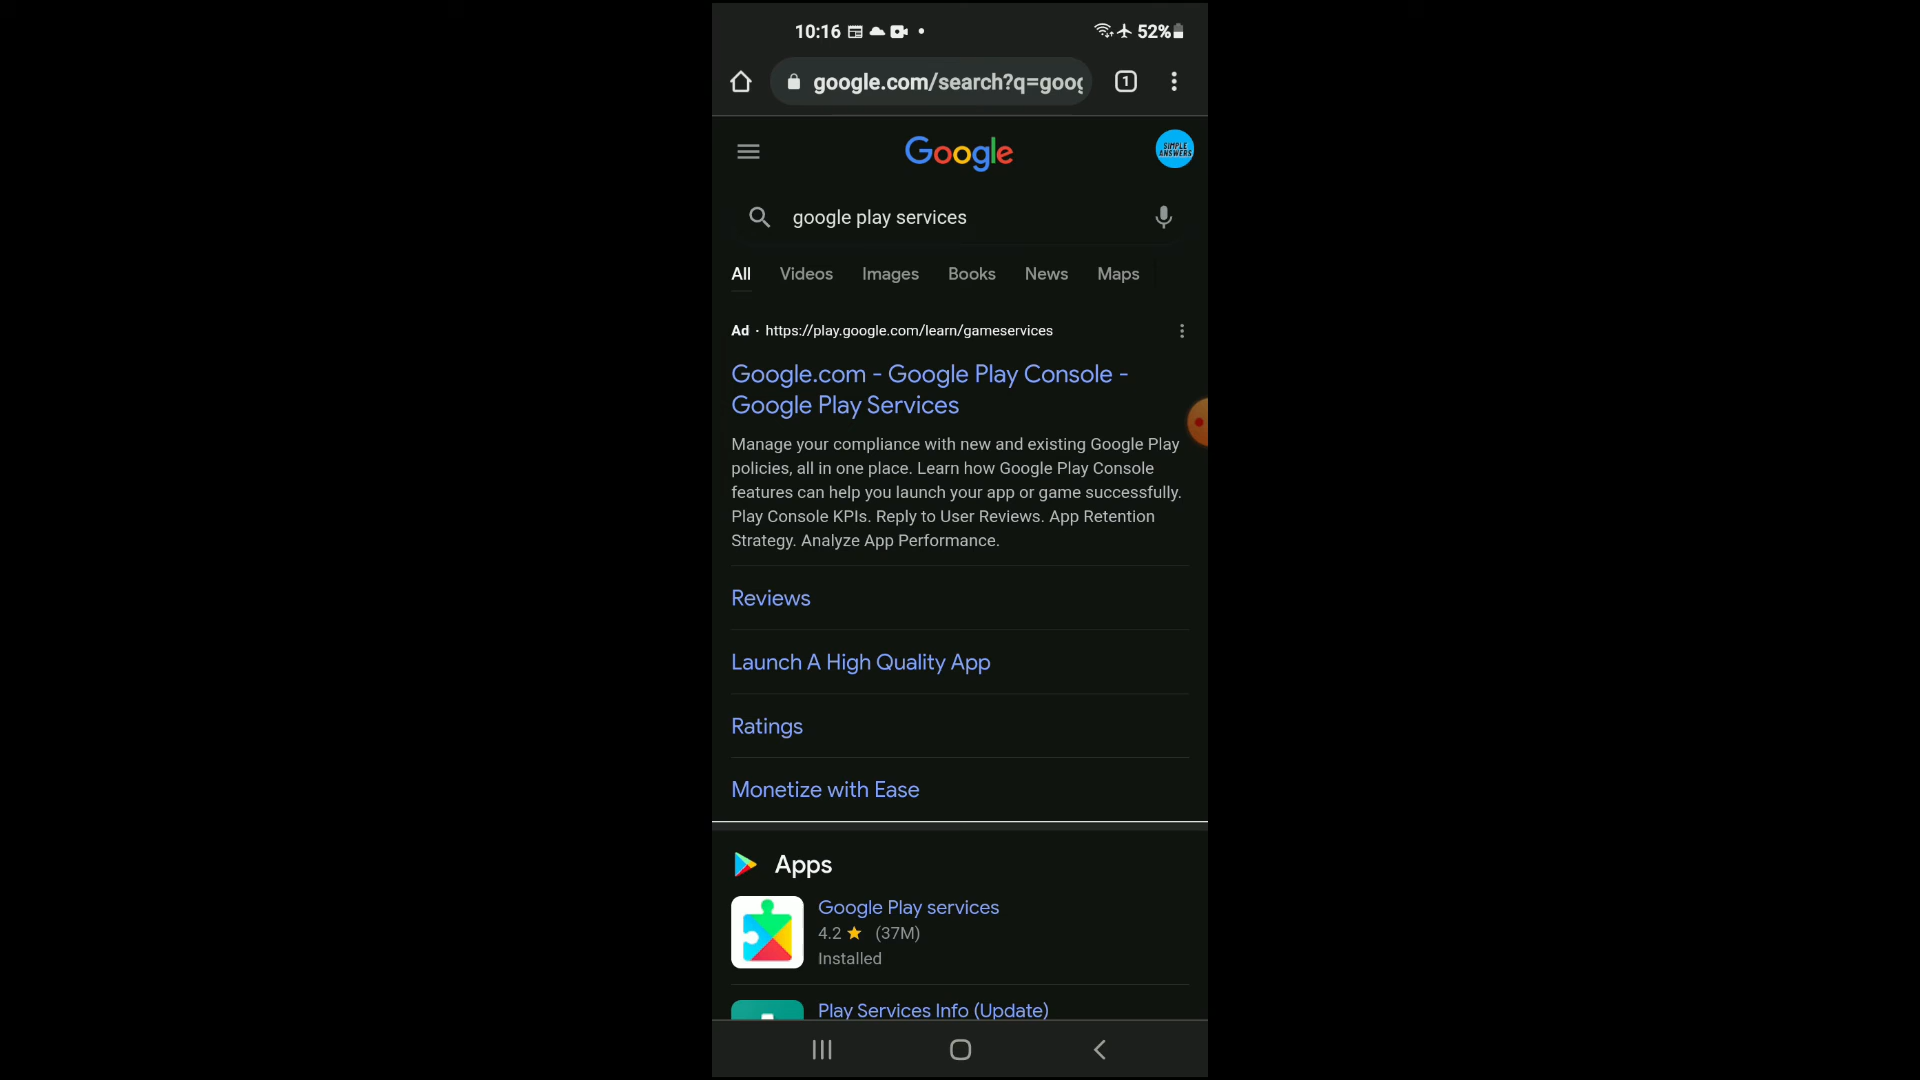 10:16 52%
google.com/search?q=goog 1
Google
SIMPLE
ANSWERS
google play services
All Videos Images Books News Maps
Ad · https://play.google.com/learn/gameservices
Google.com - Google Play Console -
Google Play Services
Manage your compliance with new and existing Google Play
policies, all in one place. Learn how Google Play Console
features can help you launch your app or game successfully.
Play Console KPIs. Reply to User Reviews. App Retention
Strategy. Analyze App Performance.
Reviews
Launch A High Quality App
Ratings
Monetize with Ease
Apps
Google Play services
4.2 ★ (37M)
Installed
Play Services Info (Update)